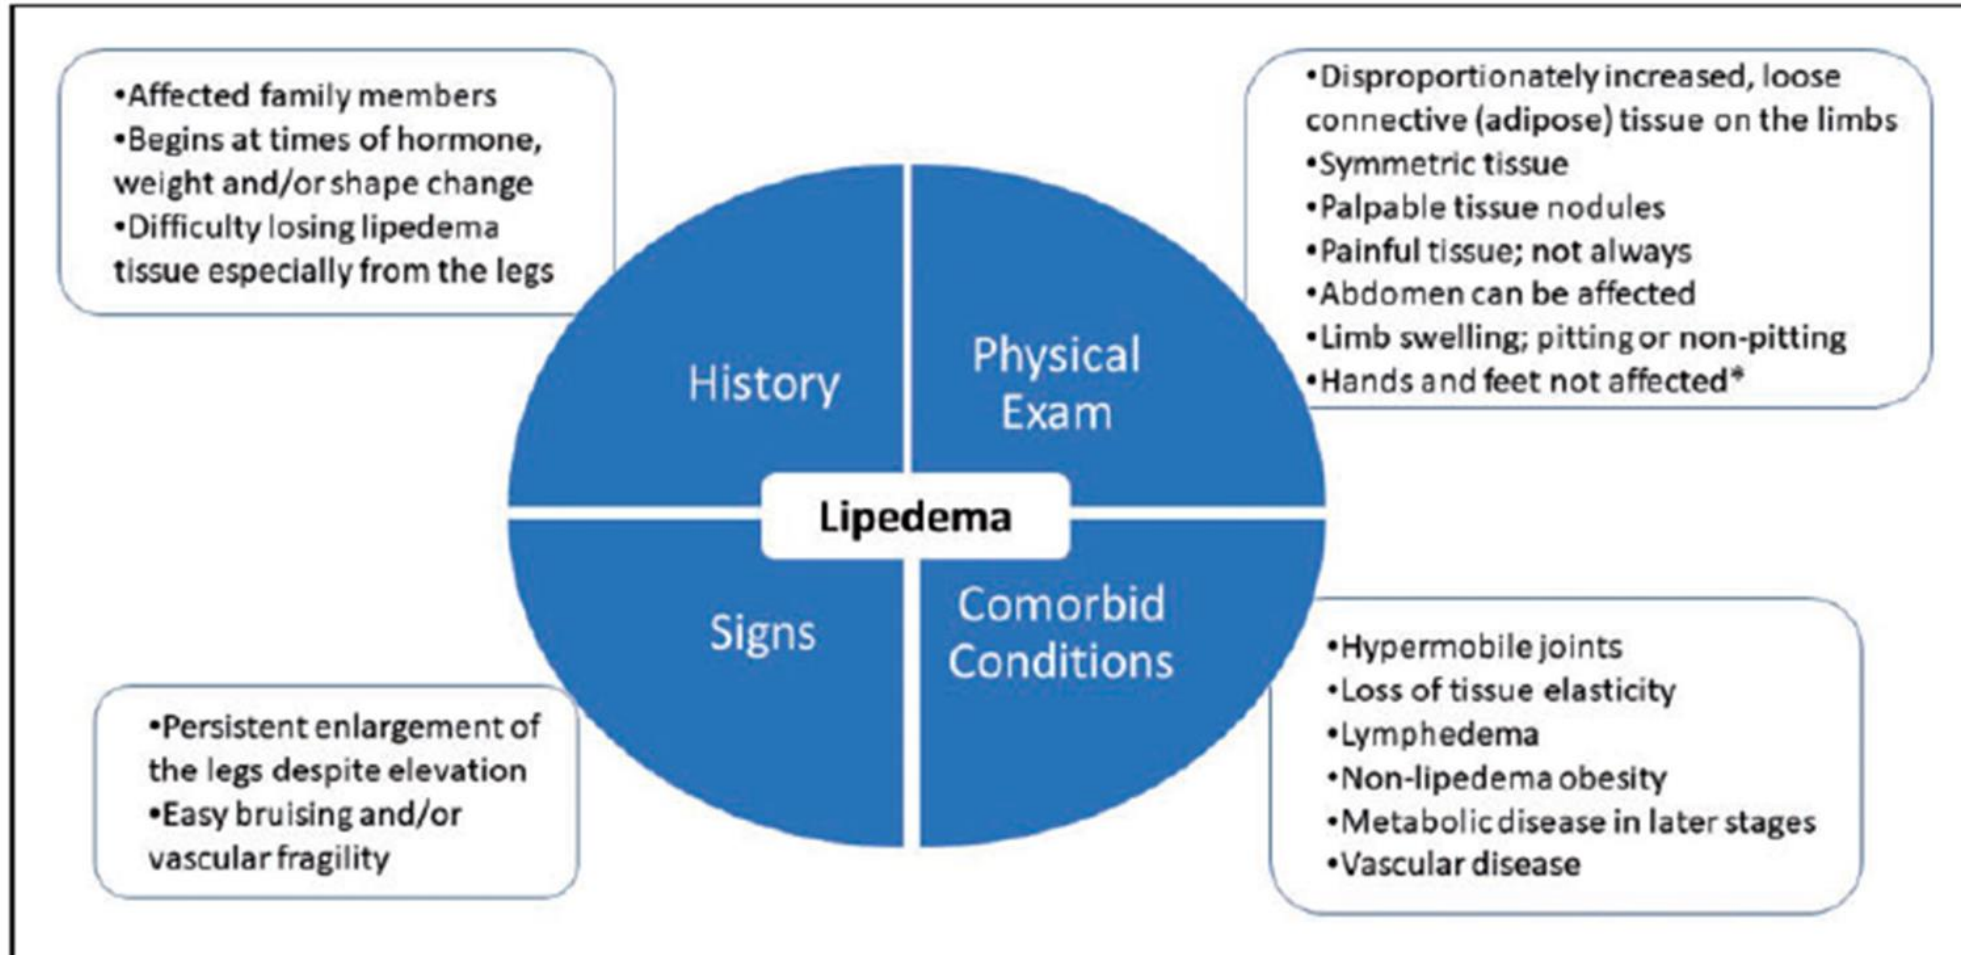 •Affected family members
•Begins at times of hormone,
weight and/or shape change
•Difficulty losing lipedema
tissue especially from the legs
•Disproportionately increased, loose
connective (adipose) tissue on the limbs
•Symmetric tissue
•Palpable tissue nodules
•Painful tissue; not always
•Abdomen can be affected
•Limb swelling; pitting or non-pitting
•Hands and feet not affected*
History
Physical
Exam
Lipedema
Signs
Comorbid
Conditions
•Persistent enlargement of
the legs despite elevation
•Easy bruising and/or
vascular fragility
•Hypermobile joints
•Loss of tissue elasticity
•Lymphedema
•Non-lipedema obesity
•Metabolic disease in later stages
•Vascular disease